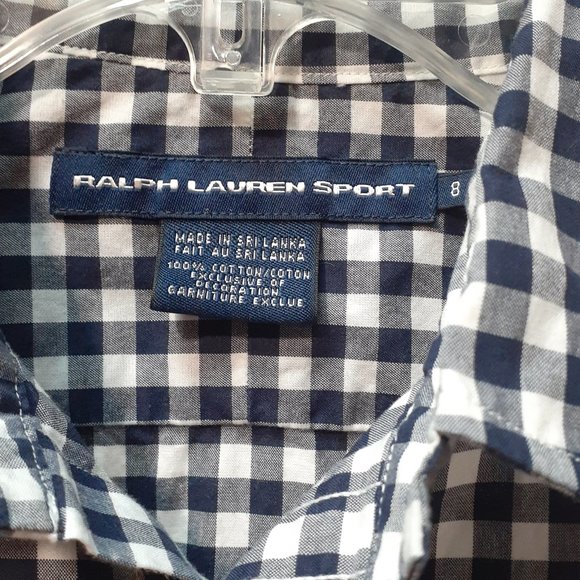 RALPH LAUREN SPORT
8
MADE IN SRI LANKA
FAIT AU SRI LANKA
100% COTTON/COTON
EXCLUSIVE OF
DECORATION
GARNITURE EXCLUE